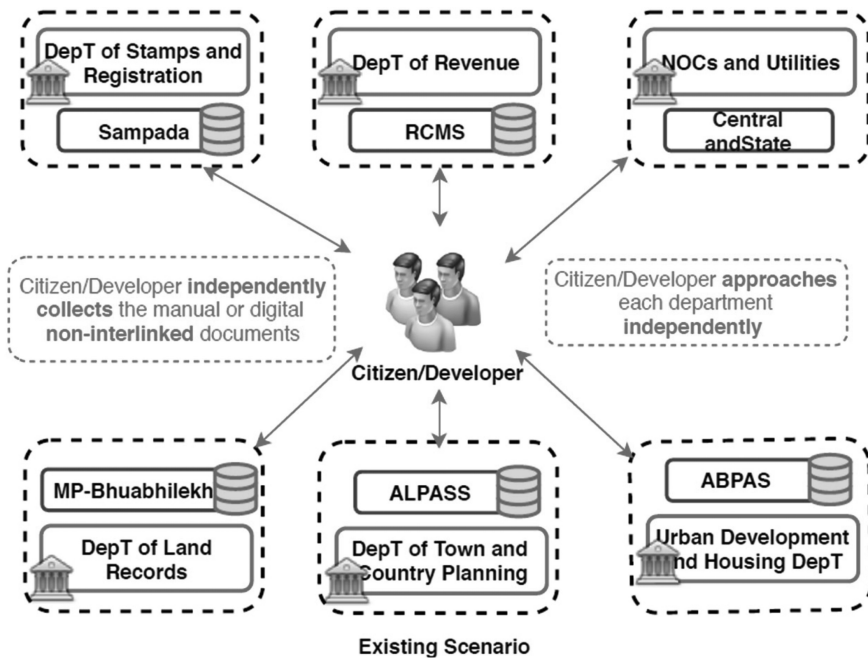 DepT of Stamps and
Registration
Sampada
DepT of Revenue
RCMS
NOCs and Utilities
Central
andState
Citizen/Developer independently
collects the manual or digital
non-interlinked documents
Citizen/Developer approaches
each department
independently
Citizen/Developer
MP-Bhuabhilekh
DepT of Land
Records
ALPASS
DepT of Town and
Country Planning
ABPAS
Urban Development
and Housing DepT
Existing Scenario